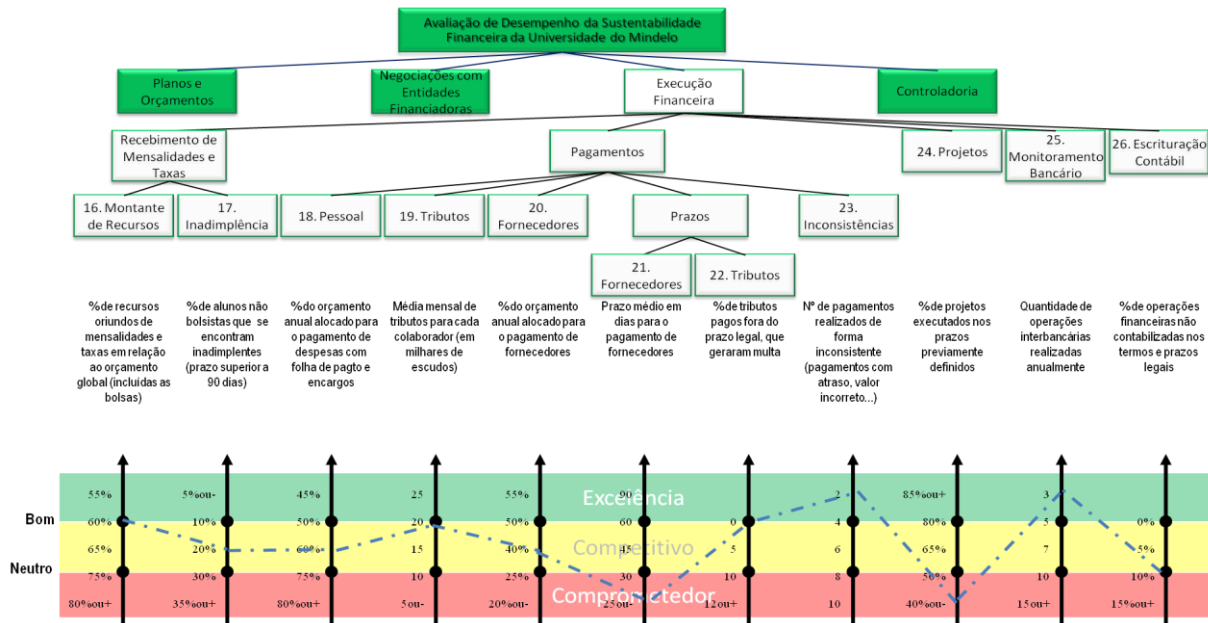 Avaliação de Desempenho da Sustentabilidade
Financeira da Universidade do Mindelo
Planos e
Orçamentos
Negociações com
Entidades
Financiadoras
Execução
Financeira
Controladoria
Recebimento de
Mensalidades e
Taxas
Pagamentos
24. Projetos
25.
Monitoramento
Bancário
26. Escrituração
Contábil
16. Montante
de Recursos
17.
Inadimplência
18. Pessoal
19. Tributos
20.
Fornecedores
Prazos
23.
Inconsistências
21.
Fornecedores
22. Tributos
%de recursos
oriundos de
mensalidades e
taxas em relação
ao orçamento
global (incluídas as
bolsas)
%de alunos não
bolsistas que se
encontram
inadimplentes
(prazo superior a
90 dias)
%do orçamento
anual alocado para
o pagamento de
despesas com
folha de pagto e
encargos
Média mensal de
tributos para cada
colaborador (em
milhares de
escudos)
%do orçamento
anual alocado para
o pagamento de
fornecedores
Prazo médio em
dias para o
pagamento de
fornecedores
%de tributos
pagos fora do
prazo legal, que
geraram multa
Nº de pagamentos
realizados de
forma
inconsistente
(pagamentos com
atraso, valor
incorreto...)
%de projetos
executados nos
prazos
previamente
definidos
Quantidade de
operações
interbancárias
realizadas
anualmente
%de operações
financeiras não
contabilizadas nos
termos e prazos
legais
55% 5%ou- 45% 25 55% Excelência 90 2 85%ou+ 3
Bom 60% 10% 50% 20 50% 60 0 4 80% 5 0%
65% 20% 60% 15 40% Competitivo 45 5 6 65% 7 5%
Neutro 75% 30% 75% 10 25% 30 10 8 50% 10 10%
80%ou+ 35%ou+ 80%ou+ 5ou- 20%ou- Comprometedor 25ou- 12ou+ 10 40%ou- 15ou+ 15%ou+